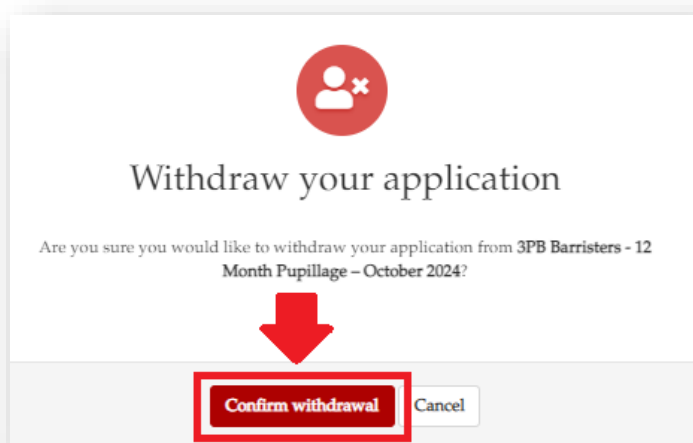 Withdraw your application
Are you sure you would like to withdraw your application from 3PB Barristers - 12
Month Pupillage – October 2024?
Confirm withdrawal Cancel